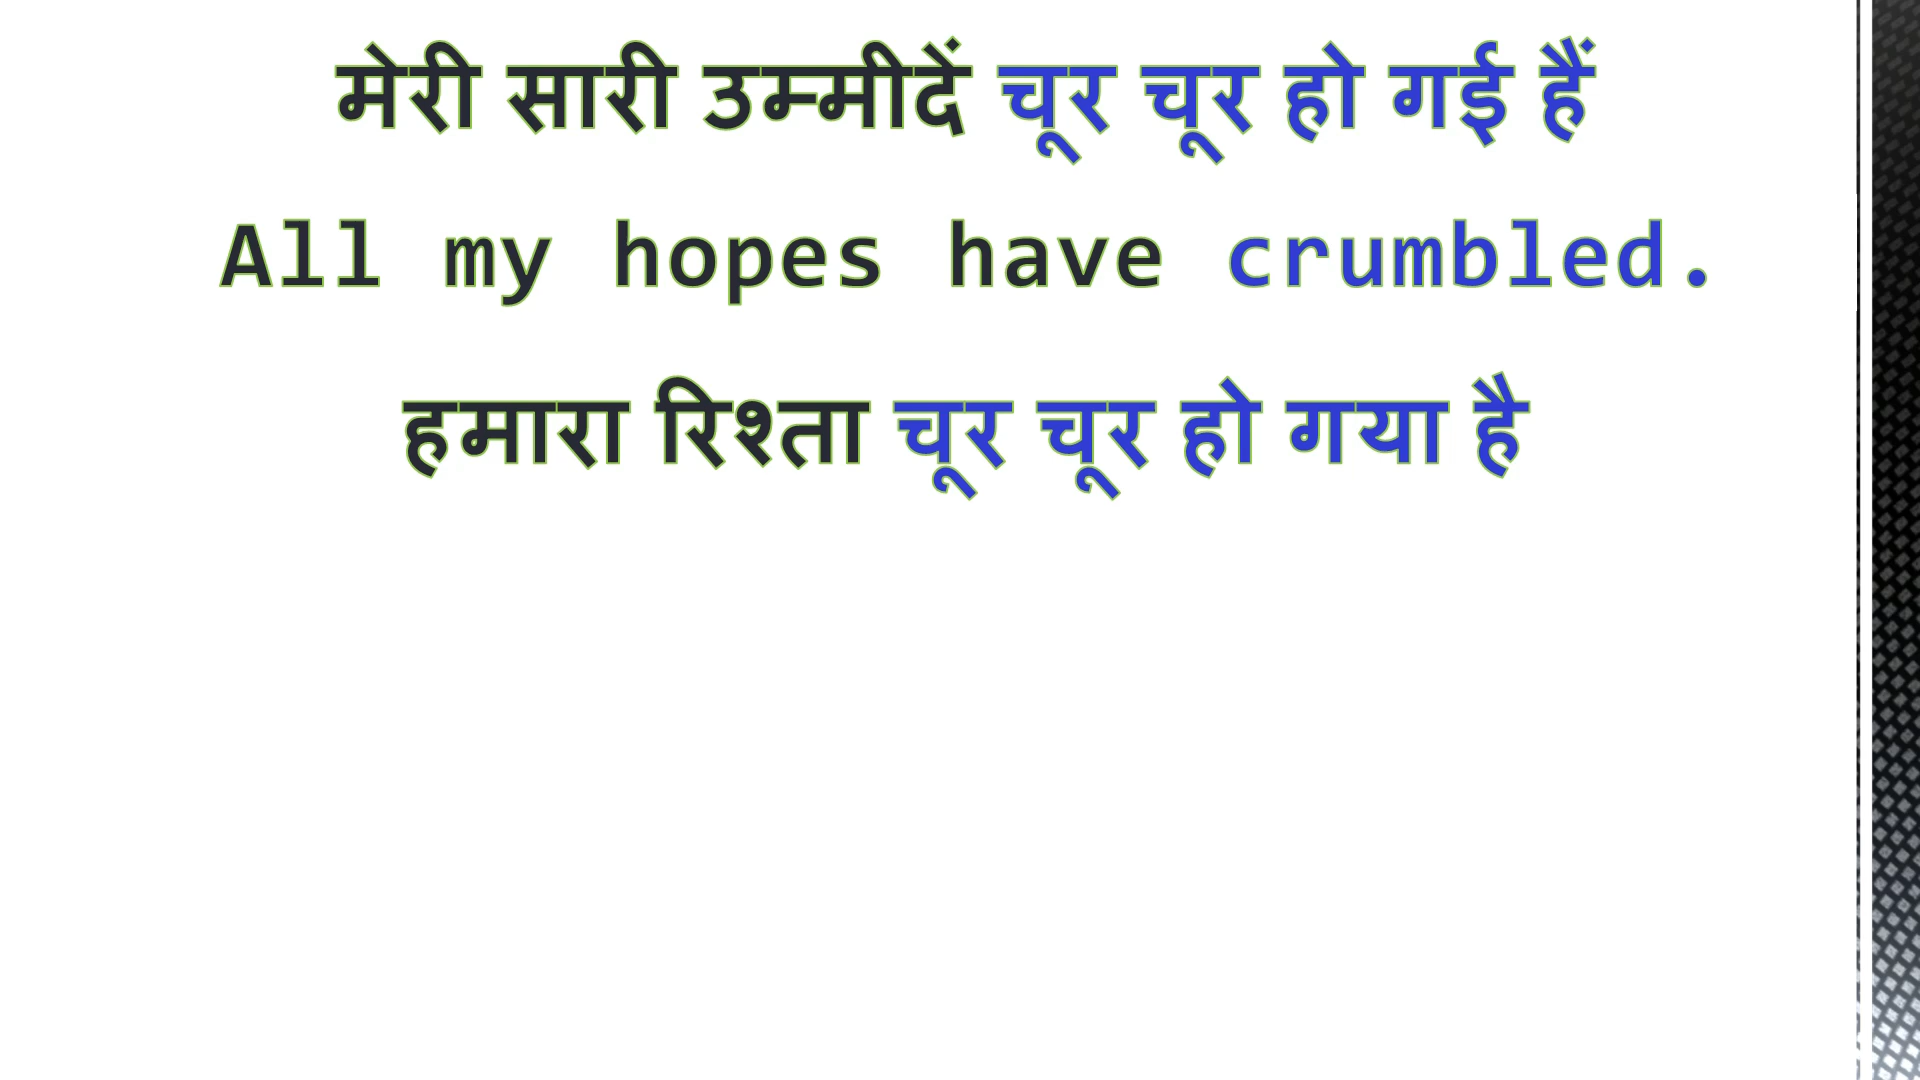 मेरी सारी उम्मीदें चूर चूर हो गई हैं
All my hopes have crumbled.
हमारा रिश्ता चूर चूर हो गया है